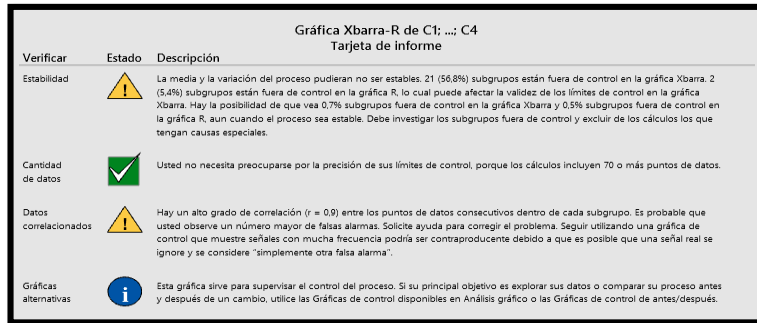 Gráfica Xbarra-R de C1; ...; C4
Tarjeta de informe
Verificar Estado Descripción
Estabilidad
La media y la variación del proceso pudieran no ser estables. 21 (56,8%) subgrupos están fuera de control en la gráfica Xbarra. 2
(5,4%) subgrupos están fuera de control en la gráfica R, lo cual puede afectar la validez de los límites de control en la gráfica
Xbarra. Hay la posibilidad de que vea 0,7% subgrupos fuera de control en la gráfica Xbarra y 0,5% subgrupos fuera de control en
la gráfica R, aun cuando el proceso sea estable. Debe investigar los subgrupos fuera de control y excluir de los cálculos los que
tengan causas especiales.
Cantidad
de datos
Usted no necesita preocuparse por la precisión de sus límites de control, porque los cálculos incluyen 70 o más puntos de datos.
Datos
correlacionados
Hay un alto grado de correlación (r = 0,9) entre los puntos de datos consecutivos dentro de cada subgrupo. Es probable que
usted observe un número mayor de falsas alarmas. Solicite ayuda para corregir el problema. Seguir utilizando una gráfica de
control que muestre señales con mucha frecuencia podría ser contraproducente debido a que es posible que una señal real se
ignore y se considere "simplemente otra falsa alarma".
Gráficas
alternativas
Esta gráfica sirve para supervisar el control del proceso. Si su principal objetivo es explorar sus datos o comparar su proceso antes
y después de un cambio, utilice las Gráficas de control disponibles en Análisis gráfico o las Gráficas de control de antes/después.